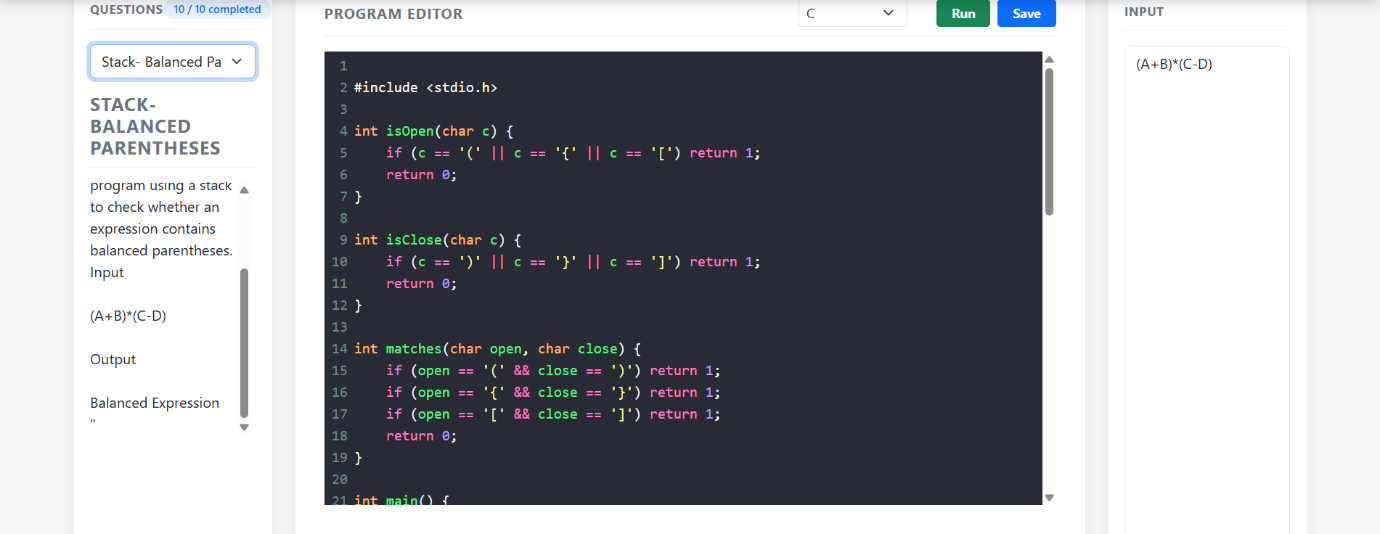 QUESTIONS 10 / 10 completed
Stack- Balanced Pa
STACK-
BALANCED
PARENTHESES
program using a stack
to check whether an
expression contains
balanced parentheses.
Input
(A+B)*(C-D)
Output
Balanced Expression
"
PROGRAM EDITOR
C
Run
Save
1
2 #include <stdio.h>
3
4 int isOpen(char c) {
5     if (c == '(' || c == '{' || c == '[') return 1;
6     return 0;
7 }
8
9 int isClose(char c) {
10     if (c == ')' || c == '}' || c == ']') return 1;
11     return 0;
12 }
13
14 int matches(char open, char close) {
15     if (open == '(' && close == ')') return 1;
16     if (open == '{' && close == '}') return 1;
17     if (open == '[' && close == ']') return 1;
18     return 0;
19 }
20
21 int main() {
INPUT
(A+B)*(C-D)